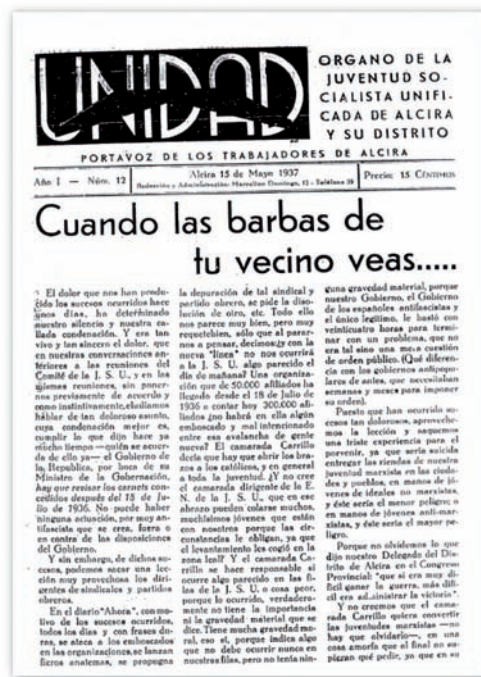 UNIDAD
ORGANO DE LA
JUVENTUD SO-
CIALISTA UNIFI-
CADA DE ALCIRA
Y SU DISTRITO
PORTAVOZ DE LOS TRABAJADORES DE ALCIRA
Año I — Núm. 12
Alcira 15 de Mayo 1937
Redacción y Administración: Marcelino Domingo, 12 - Teléfono 39
Precio: 15 CÉNTIMOS
Cuando las barbas de
tu vecino veas.....
El dolor que nos han produ-
cido los sucesos ocurridos hace
unos días, ha determinado
nuestro silencio y nuestra ca-
llada condenación. Y era tan
vivo y tan sincero el dolor, que
en nuestras conversaciones an-
teriores a las reuniones del
Comité de la J. S. U., y en las
mismas reuniones, sin poner-
nos previamente de acuerdo y
como instintivamente, eludíamos
hablar de tan doloroso asunto,
cuya condenación mejor es,
cumplir lo que dijo hace ya
mucho tiempo —quién se acuer-
da de ello ya— el Gobierno de
la República, por boca de su
Ministro de la Gobernación,
hay que revisar los carnets con-
cedidos después del 18 de Ju-
lio de 1936. No puede haber
ninguna actuación, por muy an-
tifascista que se crea, fuera o
en contra de las disposiciones
del Gobierno.
Y sin embargo, de dichos su-
cesos, podemos sacar una lec-
ción muy provechosa los diri-
gentes de sindicales y partidos
obreros.
En el diario "Ahora", con mo-
tivo de los sucesos ocurridos,
todos los días y con frases du-
ras, se ataca a los emboscados
en las organizaciones, se lanzan
fieros anatemas, se propugna
la depuración de tal sindical y
partido obrero, se pide la diso-
lución de otro, etc. Todo ello
nos parece muy bien, pero muy
requetebien, sólo que al parar-
nos a pensar, decimos: ¿y con la
nueva "línea" no nos ocurrirá
a la J. S. U. algo parecido el
día de mañana? Una organiza-
ción que de 50.000 afiliados ha
llegado desde el 18 de Julio de
1936 a contar hoy 300.000 afi-
liados ¿no habrá en ella algún
emboscado y mal intencionado
entre esa avalancha de gente
nueva? El camarada Carrillo
decía que hay que abrir los bra-
zos a los católicos, y en general
a toda la juventud. ¿Y no cree
el camarada dirigente de la E.
N. de la J. S. U., que en ese
abrazo pueden colarse muchos,
muchísimos jóvenes que están
con nosotros porque las cir-
cunstancias le obligan, ya que
el levantamiento les cogió en la
zona leal? Y el camarada Ca-
rrillo se hace responsable si
ocurre algo parecido en las fi-
las de la J. S. U. o cosa peor,
porque lo ocurrido, verdadera-
mente no tiene la importancia
ni la gravedad material que se
dice. Tiene mucha gravedad mo-
ral, eso sí, porque indica algo
que no debe ocurrir nunca en
nuestras filas, pero no tenía nin-
guna gravedad material, porque
nuestro Gobierno, el Gobierno
de los españoles antifascistas y
el único legítimo, le bastó con
veinticuatro horas para termi-
nar con un problema, que no
era tal sino una mera cuestión
de orden público. (Qué diferen-
cia con los gobiernos antipopu-
lares de antes, que necesitaban
semanas y meses para imponer
su orden).
Puesto que han ocurrido su-
cesos tan dolorosos, aproveche-
mos la lección y saquemos
una triste experiencia para el
porvenir, ya que sería suicida
entregar las riendas de nuestra
juventud marxista en las ciuda-
des y pueblos, en manos de jó-
venes de ideales no marxistas,
y éste sería el menor peligro; o
en manos de jóvenes anti-mar-
xistas, y éste sería el mayor pe-
ligro.
Porque no olvidemos lo que
dijo nuestro Delegado del Dis-
trito de Alcira en el Congreso
Provincial: "que si era muy di-
fícil ganar la guerra, más difí-
cil era administrar la victoria".
Y no creemos que el cama-
rada Carrillo quiera convertir
las juventudes marxistas —no
hay que olvidarlo—, en una
cosa amorfa que al final no su-
pieran qué pedir, ya que en su